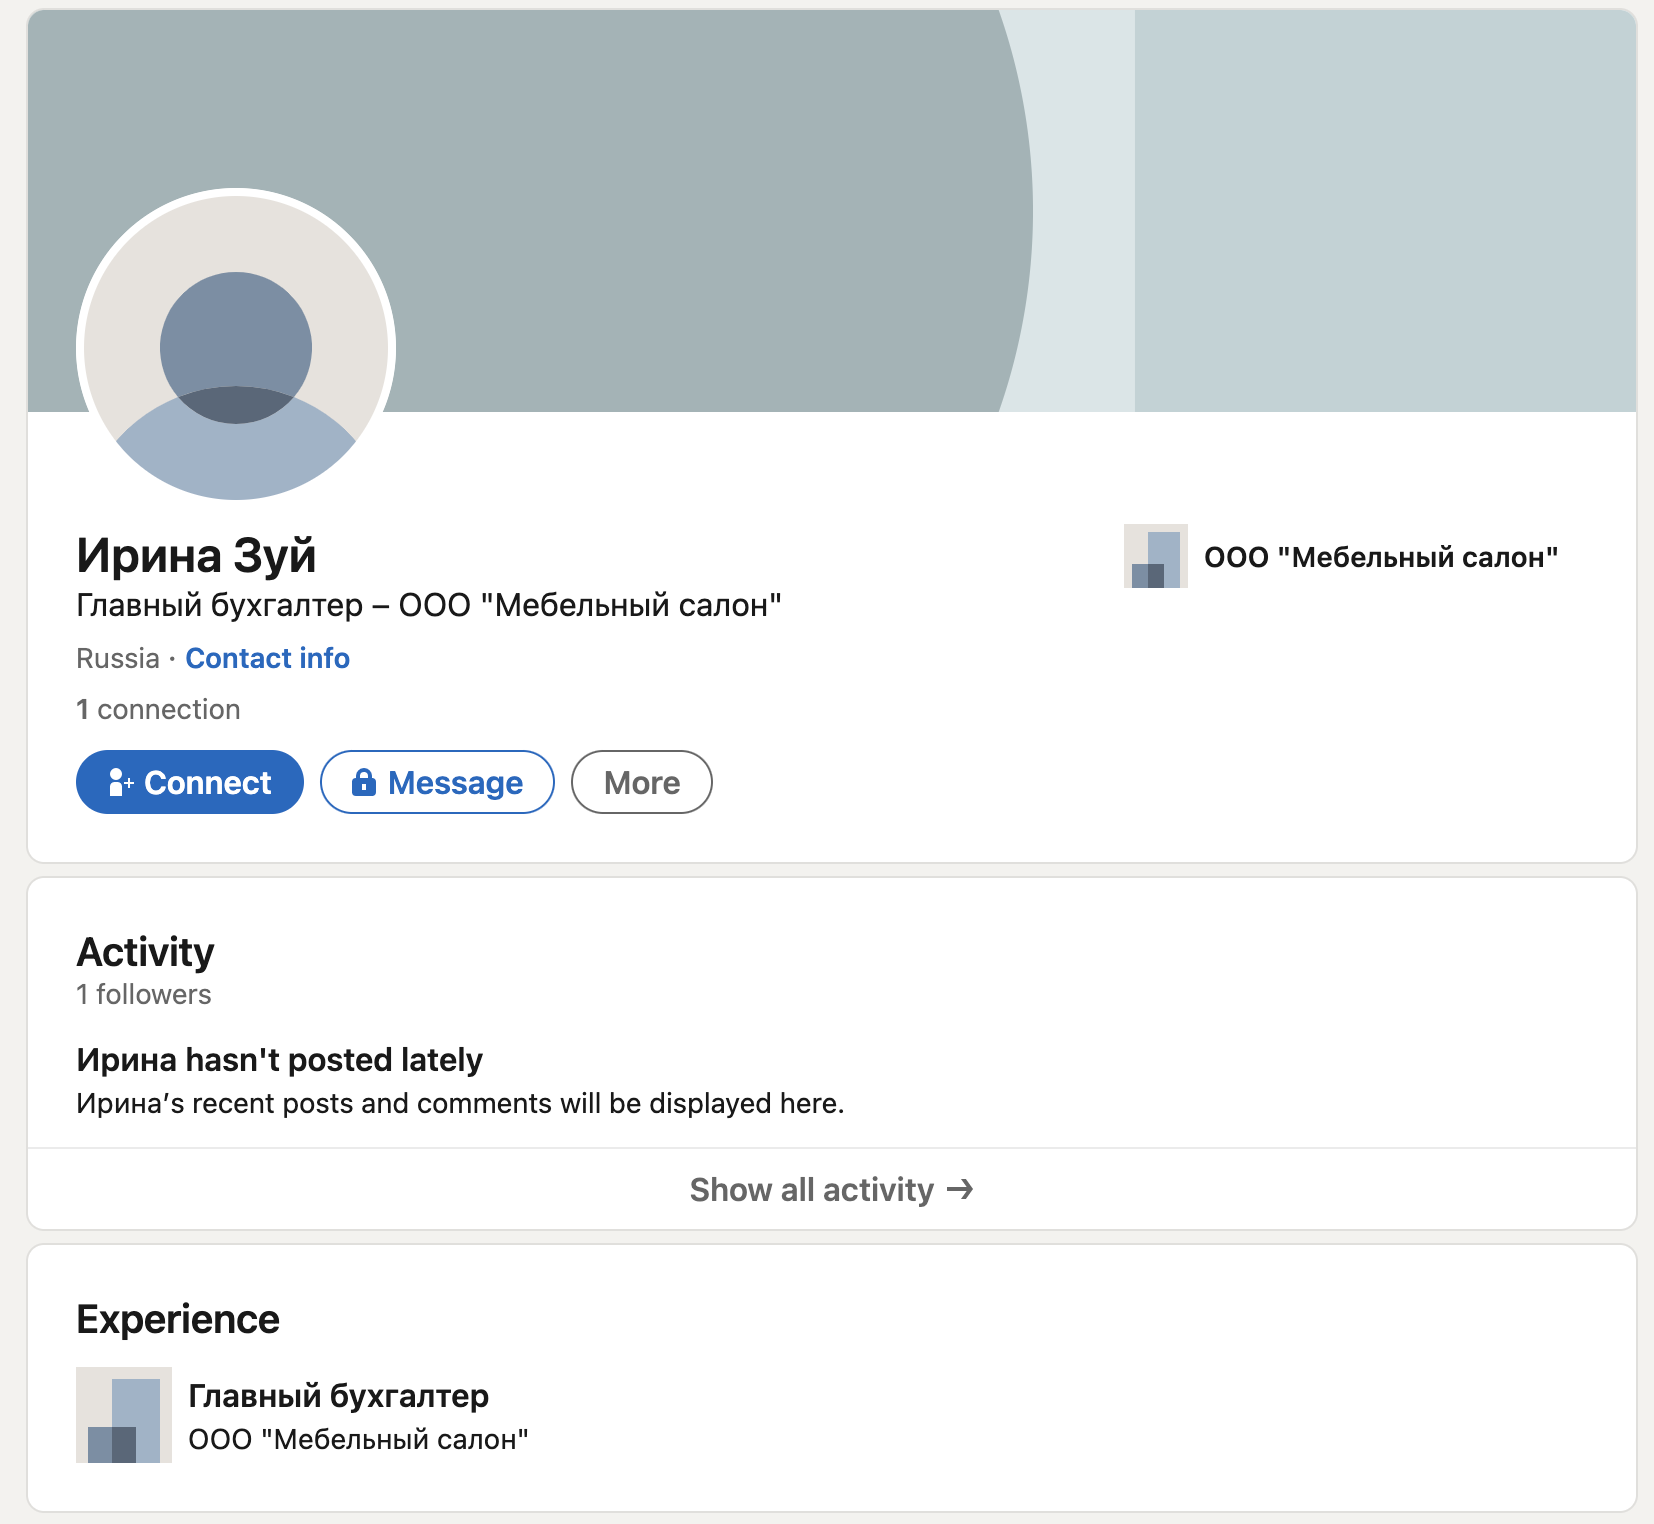 Ирина Зуй
ООО "Мебельный салон"
Главный бухгалтер – ООО "Мебельный салон"
Russia · Contact info
1 connection
Connect Message More
Activity
1 followers
Ирина hasn't posted lately
Ирина’s recent posts and comments will be displayed here.
Show all activity →
Experience
Главный бухгалтер
ООО "Мебельный салон"